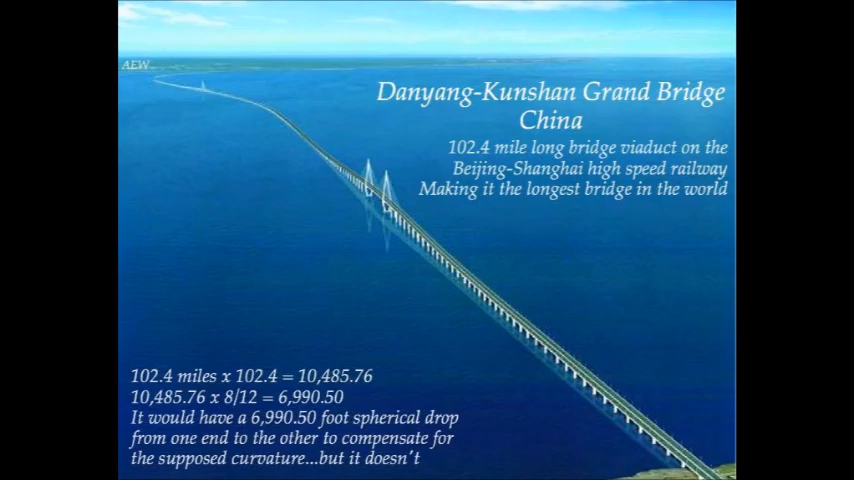 AEW
Danyang-Kunshan Grand Bridge
China
102.4 mile long bridge viaduct on the
Beijing-Shanghai high speed railway
Making it the longest bridge in the world
102.4 miles x 102.4 = 10,485.76
10,485.76 x 8/12 = 6,990.50
It would have a 6,990.50 foot spherical drop
from one end to the other to compensate for
the supposed curvature...but it doesn't